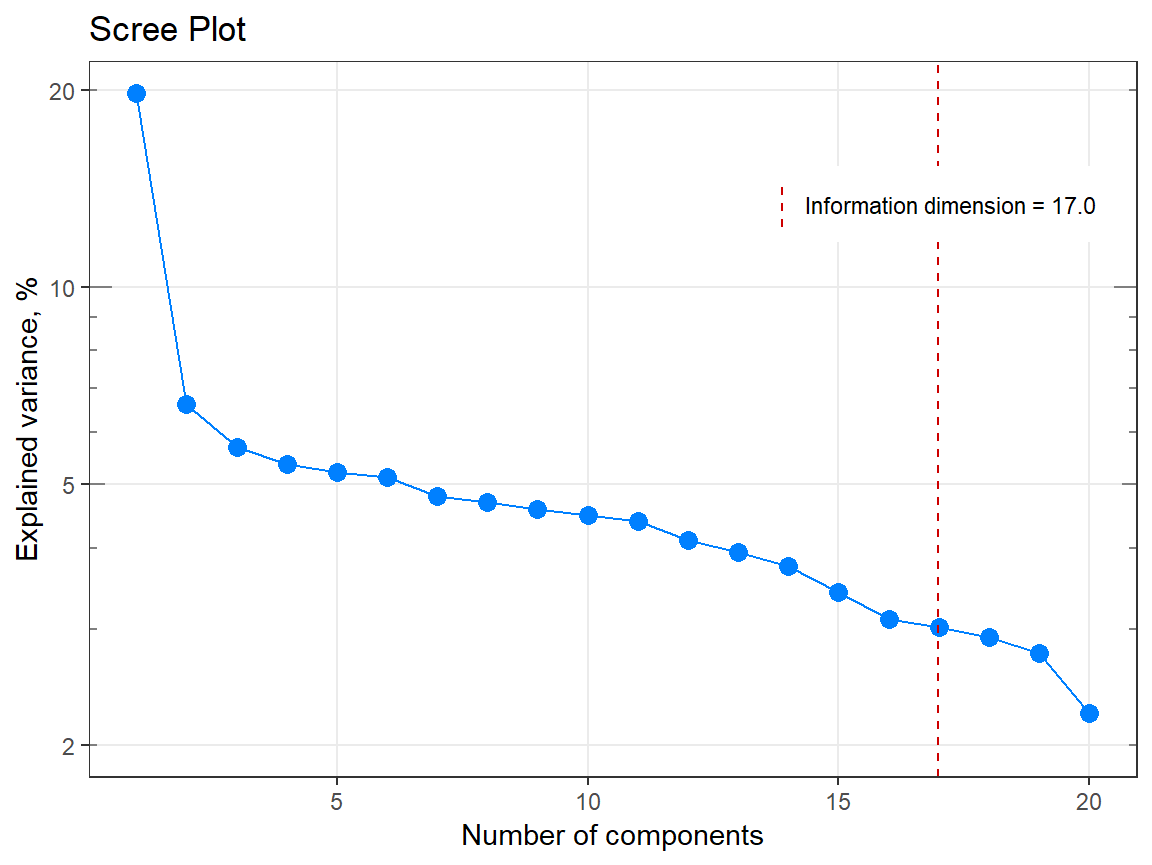 Scree Plot
Explained variance, %
20
10
5
2
Information dimension = 17.0
5 10 15 20
Number of components